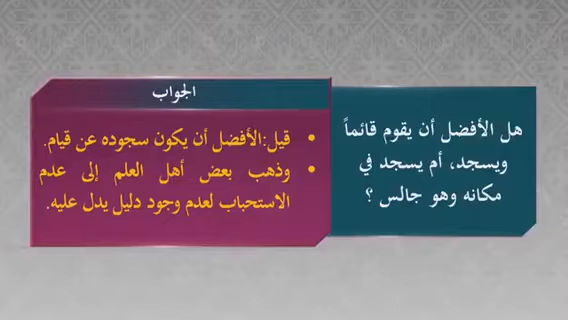 هل الأفضل أن يقوم قائماً
ويسجد، أم يسجد في
مكانه وهو جالس ؟
الجواب
• قيل:الأفضل أن يكون سجوده عن قيام.
• وذهب بعض أهل العلم إلى عدم
الاستحباب لعدم وجود دليل يدل عليه.